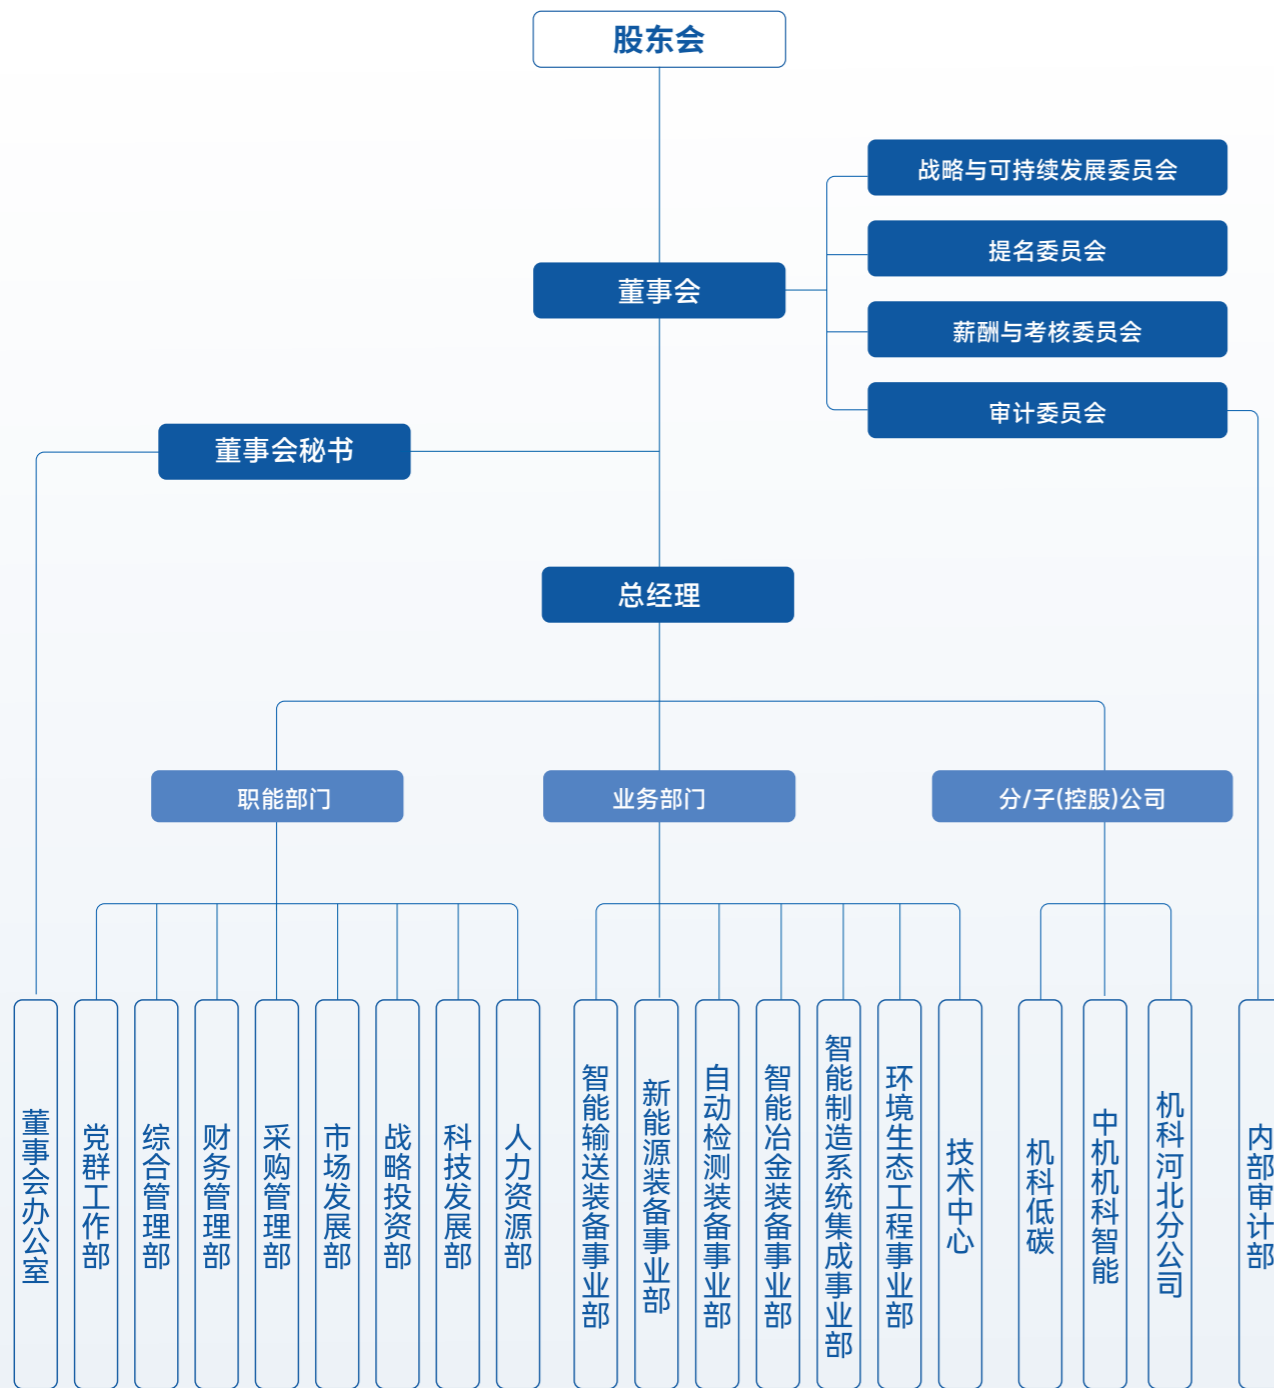 股东会
战略与可持续发展委员会
提名委员会
董事会
薪酬与考核委员会
审计委员会
董事会秘书
总经理
职能部门
业务部门
分/子(控股)公司
董事会办公室
党群工作部
综合管理部
财务管理部
采购管理部
市场发展部
战略投资部
科技发展部
人力资源部
智能输送装备事业部
新能源装备事业部
自动检测装备事业部
智能冶金装备事业部
智能制造系统集成事业部
环境生态工程事业部
技术中心
机科低碳
中机机科智能
机科河北分公司
内部审计部